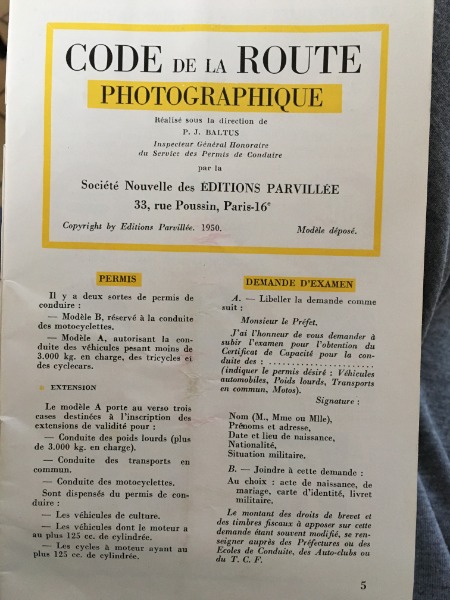 CODE DE LA ROUTE
PHOTOGRAPHIQUE
Réalisé sous la direction de
P. J. BALTUS
Inspecteur Général Honoraire
du Service des Permis de Conduire
par la
Société Nouvelle des ÉDITIONS PARVILLÉE
33, rue Poussin, Paris-16e
Copyright by Editions Parvillée. 1950.
Modèle déposé.
PERMIS
Il y a deux sortes de permis de
conduire :
— Modèle B, réservé à la conduite
des motocyclettes.
— Modèle A, autorisant la con-
duite des véhicules pesant moins de
3.000 kg. en charge, des tricycles et
des cyclecars.
EXTENSION
Le modèle A porte au verso trois
cases destinées à l'inscription des
extensions de validité pour :
— Conduite des poids lourds (plus
de 3.000 kg. en charge).
— Conduite des transports en
commun.
— Conduite des motocyclettes.
Sont dispensés du permis de con-
duire :
— Les véhicules de culture.
— Les véhicules dont le moteur a
au plus 125 cc. de cylindrée.
— Les cycles à moteur ayant au
plus 125 cc. de cylindrée.
DEMANDE D'EXAMEN
A. — Libeller la demande comme
suit :
Monsieur le Préfet,
J'ai l'honneur de vous demander à
subir l'examen pour l'obtention du
Certificat de Capacité pour la con-
duite des : ......................
(indiquer le permis désiré : Véhicules
automobiles, Poids lourds, Transports
en commun, Motos).
Signature :
Nom (M., Mme ou Mlle),
Prénoms et adresse,
Date et lieu de naissance,
Nationalité,
Situation militaire.
B. — Joindre à cette demande :
Au choix : acte de naissance, de
mariage, carte d'identité, livret
militaire.
Le montant des droits de brevet et
des timbres fiscaux à apposer sur cette
demande étant souvent modifié, se ren-
seigner auprès des Préfectures ou des
Ecoles de Conduite, des Auto-clubs ou
du T. C. F.
5